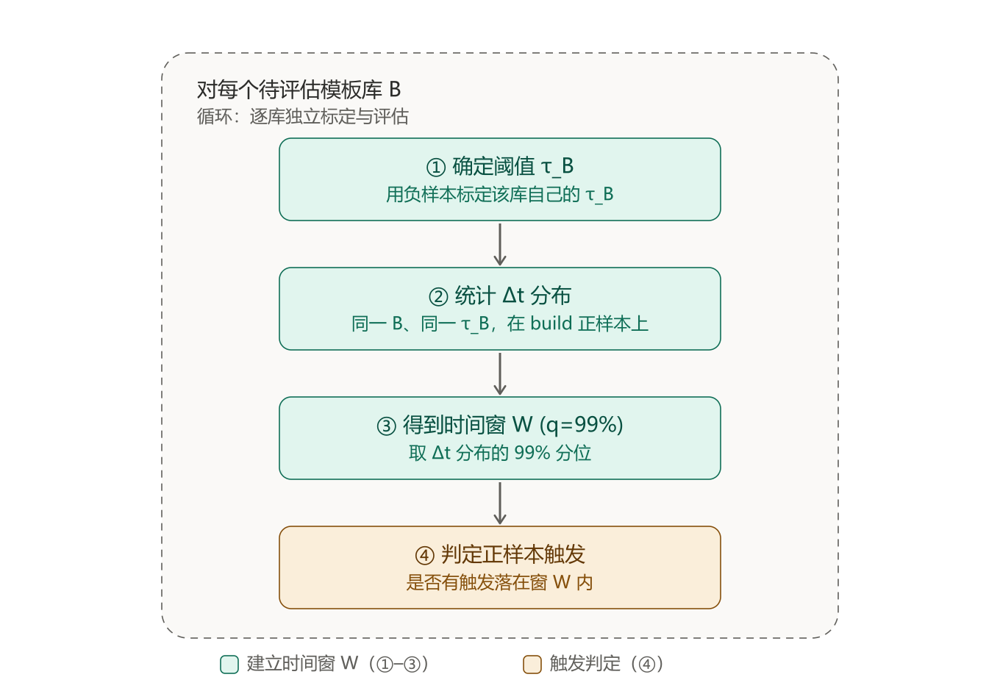 对每个待评估模板库 B
循环：逐库独立标定与评估
① 确定阈值 τ_B
用负样本标定该库自己的 τ_B
② 统计 Δt 分布
同一 B、同一 τ_B，在 build 正样本上
③ 得到时间窗 W (q=99%)
取 Δt 分布的 99% 分位
④ 判定正样本触发
是否有触发落在窗 W 内
建立时间窗 W（①–③）
触发判定（④）